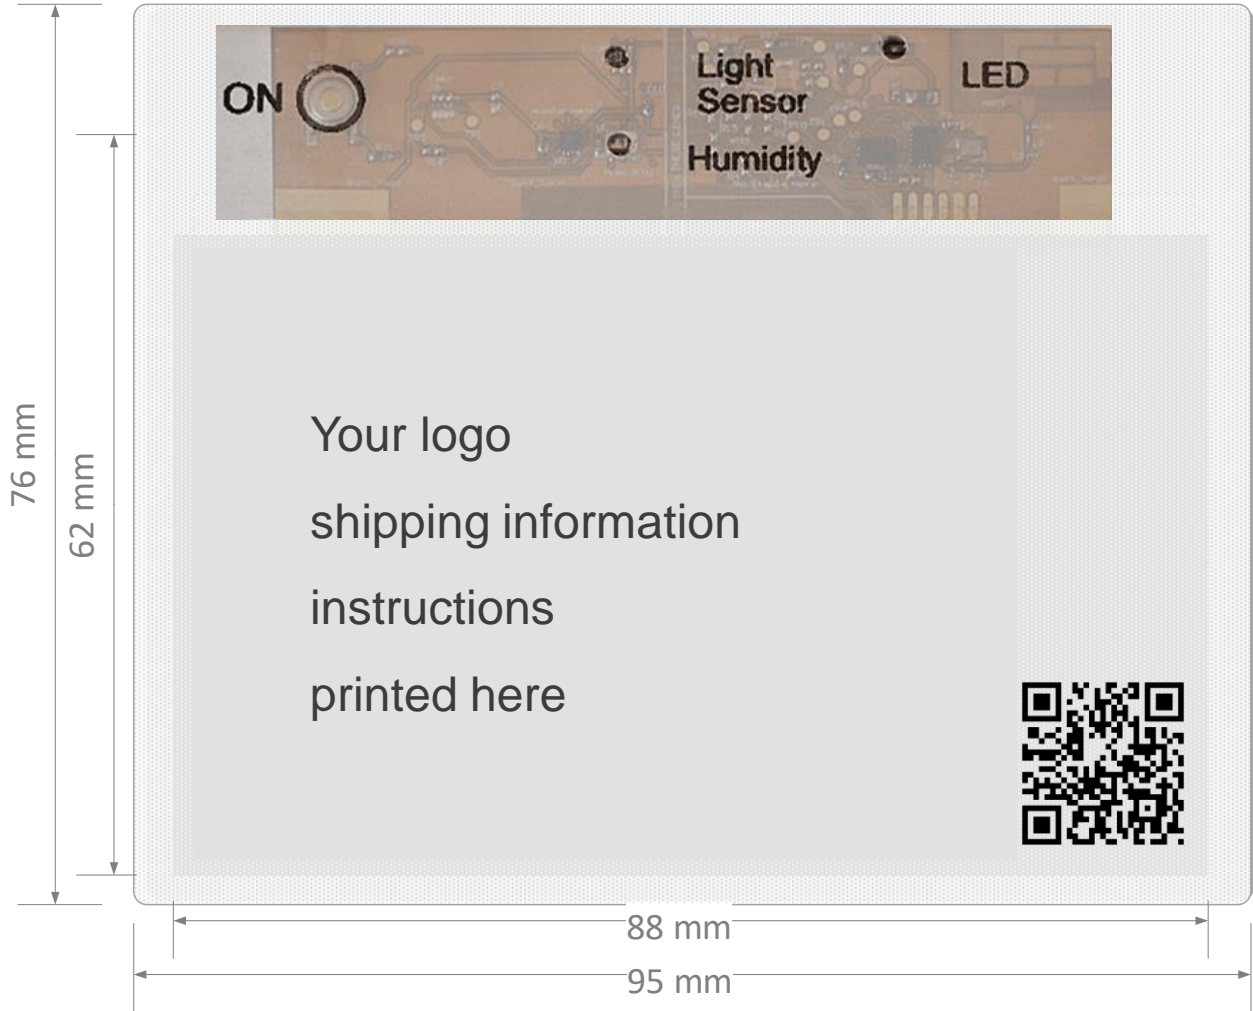 ON
Light
Sensor
Humidity
LED
76 mm
62 mm
Your logo
shipping information
instructions
printed here
88 mm
95 mm